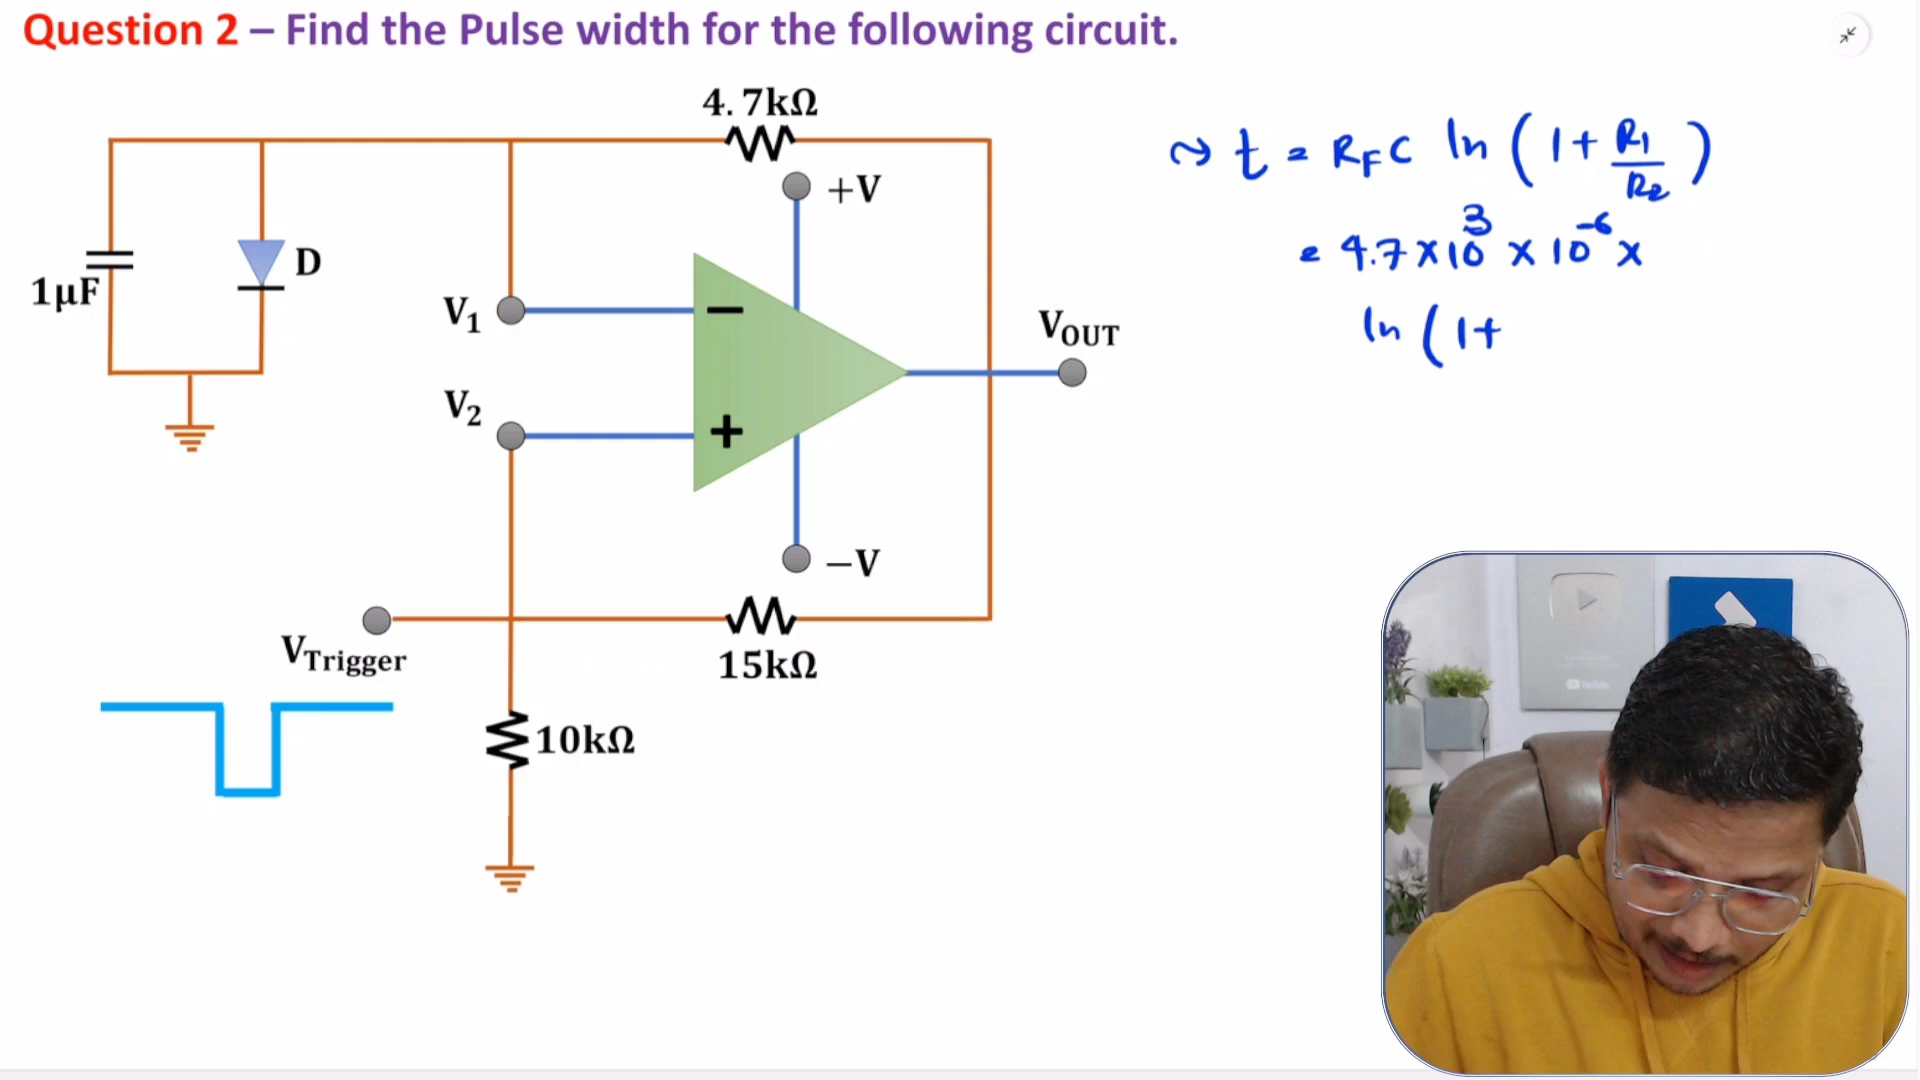 Question 2 – Find the Pulse width for the following circuit.
4.7kΩ
+V
1μF
D
V1
−
V2
+
VOUT
−V
VTrigger
15kΩ
10kΩ
~> t = RF C ln (1 + R1/R2)
= 4.7 × 10^3 × 10^-6 ×
ln (1 +